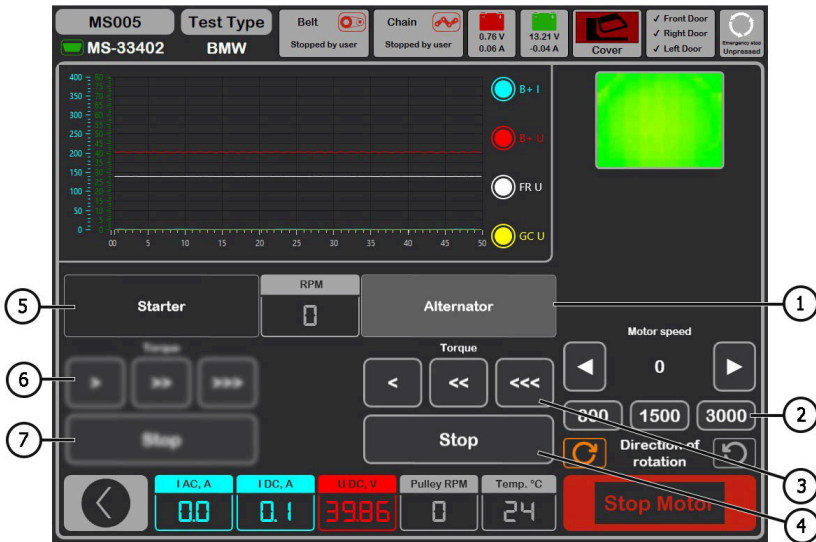 MS005
Test Type
MS-33402
BMW
Belt
Stopped by user
Chain
Stopped by user
0.76 V
0.06 A
13.21 V
-0.04 A
Cover
✓ Front Door
✓ Right Door
✓ Left Door
Emergency stop
Unpressed
400
350
300
250
200
150
100
50
0
00 5 10 15 20 25 30 35 40 45 50
B+ I
B+ U
FR U
GC U
5
Starter
RPM
0
Alternator
1
Motor speed
0
6
Torque
> >> >>>
Torque
< << <<<
800 1500 3000
2
7
Stop
Stop
Direction of
rotation
3
4
I AC, A
0.0
I DC, A
0.1
U DC, V
39.86
Pulley RPM
0
Temp. °C
24
Stop Motor